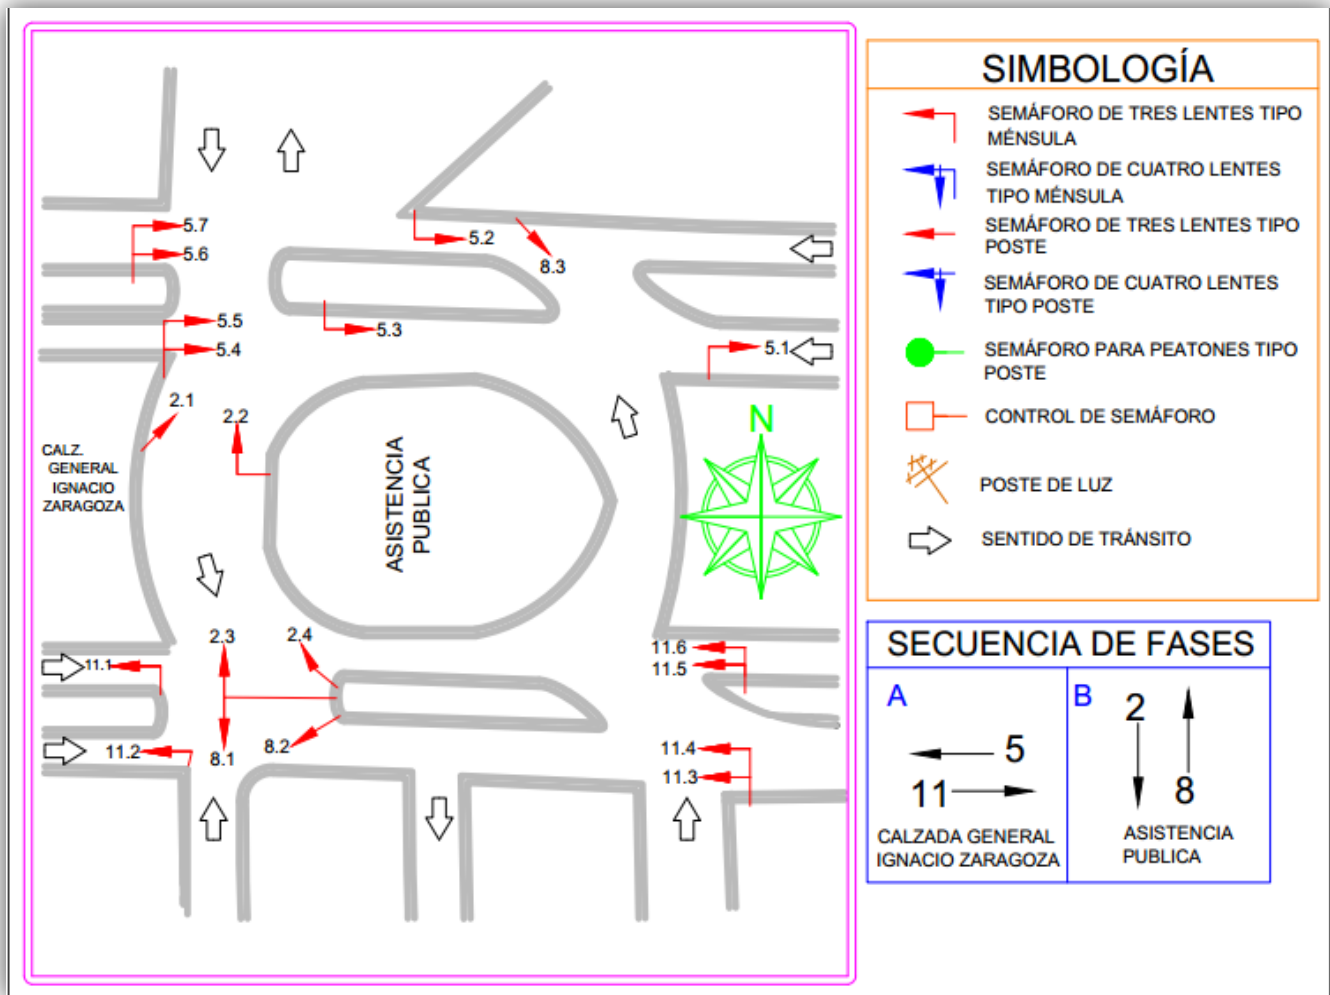 5.7
5.6
5.2
8.3
5.5
5.3
5.4
5.1
2.1
2.2
N
CALZ.
GENERAL
IGNACIO
ZARAGOZA
ASISTENCIA
PUBLICA
2.3
2.4
11.6
11.1
11.5
11.2
8.1
8.2
11.4
11.3
SIMBOLOGÍA
SEMÁFORO DE TRES LENTES TIPO
MÉNSULA
SEMÁFORO DE CUATRO LENTES
TIPO MÉNSULA
SEMÁFORO DE TRES LENTES TIPO
POSTE
SEMÁFORO DE CUATRO LENTES
TIPO POSTE
SEMÁFORO PARA PEATONES TIPO
POSTE
CONTROL DE SEMÁFORO
POSTE DE LUZ
SENTIDO DE TRÁNSITO
SECUENCIA DE FASES
A
5
11
CALZADA GENERAL
IGNACIO ZARAGOZA
B
2
8
ASISTENCIA
PUBLICA